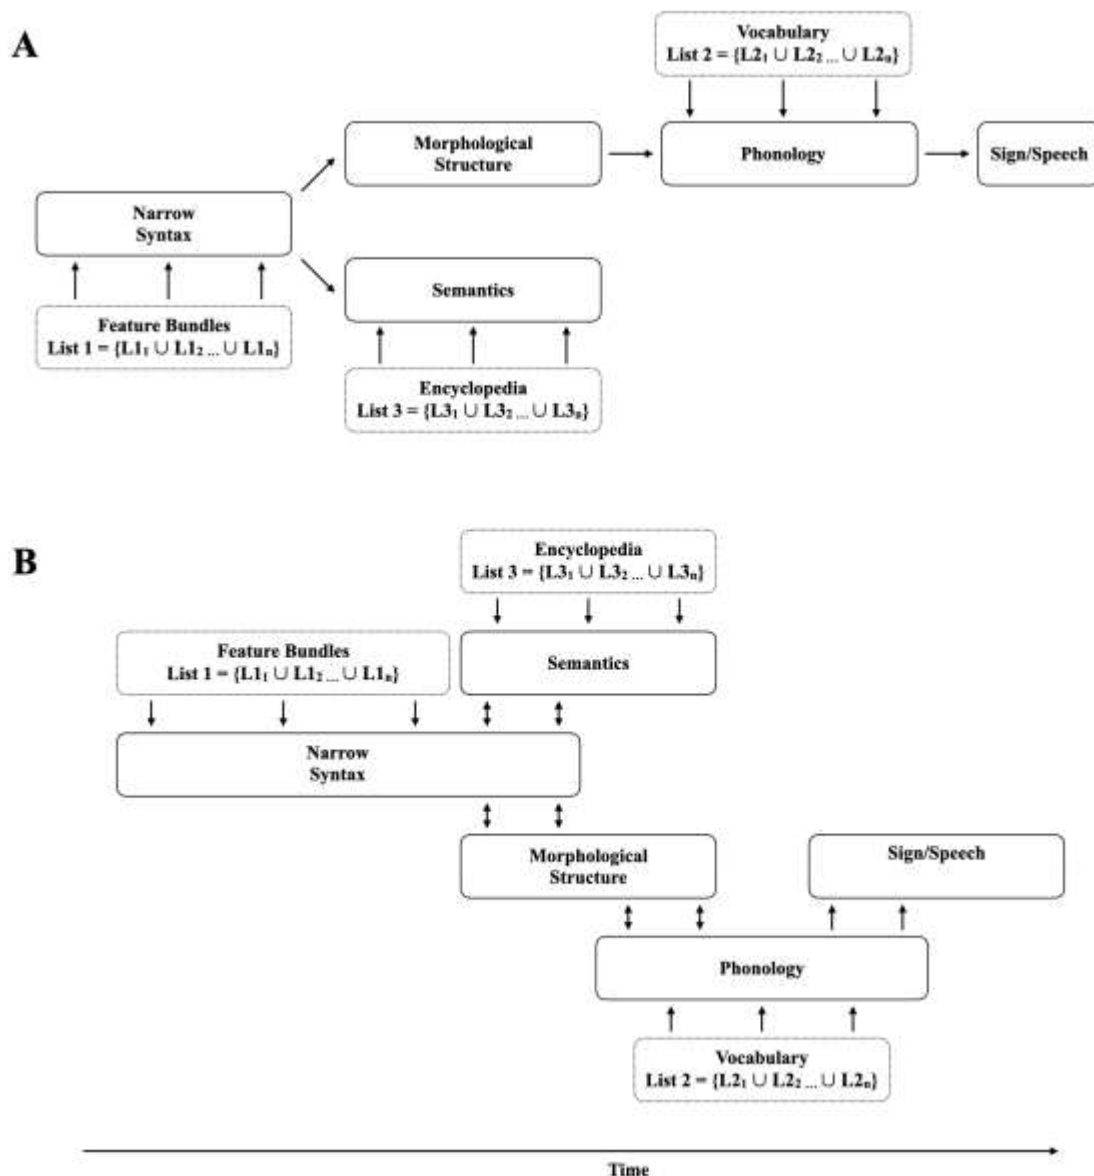 A
Vocabulary
List 2 = {L2₁ ∪ L2₂ ... ∪ L2ₙ}
Morphological
Structure
Phonology
Sign/Speech
Narrow
Syntax
Semantics
Feature Bundles
List 1 = {L1₁ ∪ L1₂ ... ∪ L1ₙ}
Encyclopedia
List 3 = {L3₁ ∪ L3₂ ... ∪ L3ₙ}
B
Encyclopedia
List 3 = {L3₁ ∪ L3₂ ... ∪ L3ₙ}
Feature Bundles
List 1 = {L1₁ ∪ L1₂ ... ∪ L1ₙ}
Semantics
Narrow
Syntax
Morphological
Structure
Sign/Speech
Phonology
Vocabulary
List 2 = {L2₁ ∪ L2₂ ... ∪ L2ₙ}
Time